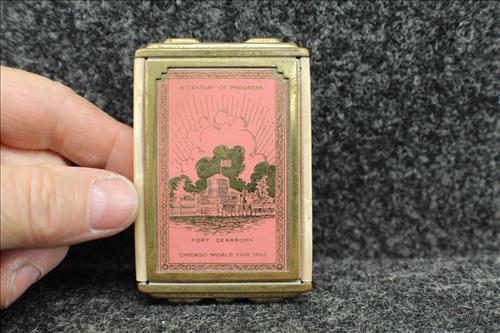 A CENTURY OF PROGRESS
FORT DEARBORN
CHICAGO WORLD FAIR 1933